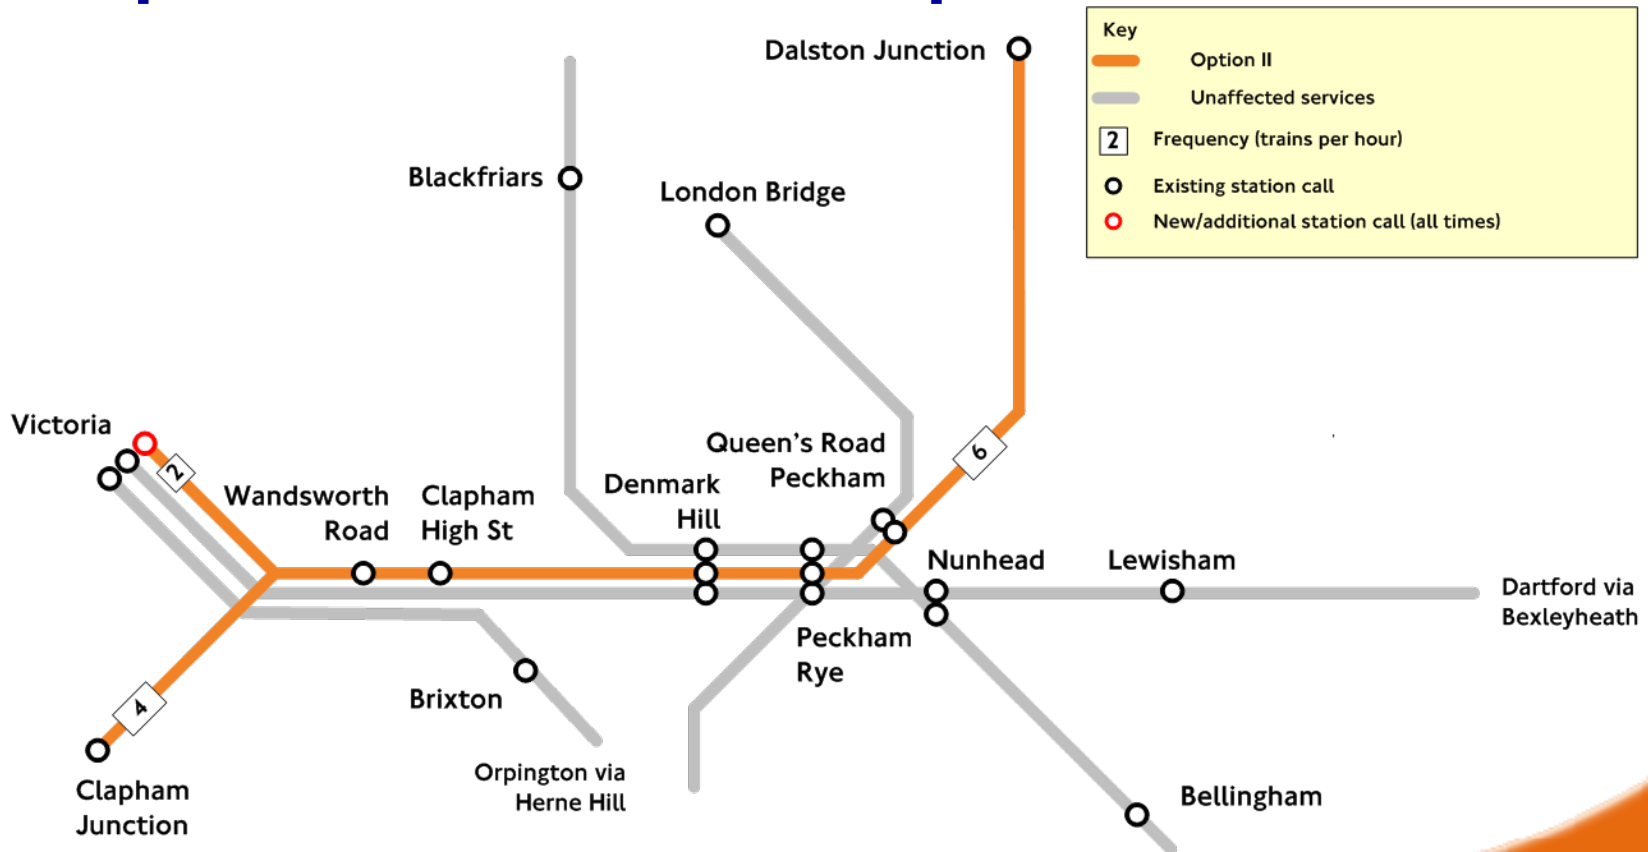 Key
Option II
Unaffected services
2
Frequency (trains per hour)
Existing station call
New/additional station call (all times)
Dalston Junction
Blackfriars
London Bridge
Victoria
2
Wandsworth
Road
Clapham
High St
Denmark
Hill
Queen's Road
Peckham
6
Nunhead
Lewisham
Dartford via
Bexleyheath
Peckham
Rye
Brixton
4
Clapham
Junction
Orpington via
Herne Hill
Bellingham